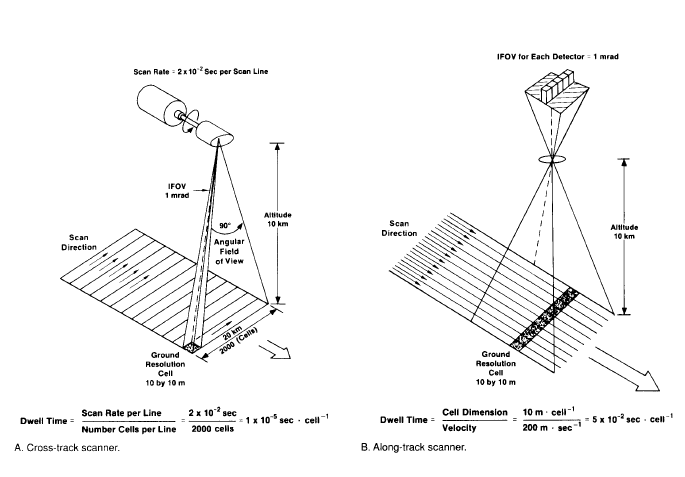 Scan Rate = 2 x 10⁻² Sec per Scan Line
IFOV
1 mrad
90°
Angular
Field
of View
Altitude
10 km
Scan
Direction
20 km
2000 (Cells)
Ground
Resolution
Cell
10 by 10 m
Dwell Time = Scan Rate per Line / Number Cells per Line = 2 x 10⁻² sec / 2000 cells = 1 x 10⁻⁵ sec · cell⁻¹
A. Cross-track scanner.
IFOV for Each Detector = 1 mrad
Altitude
10 km
Scan
Direction
Ground
Resolution
Cell
10 by 10 m
Dwell Time = Cell Dimension / Velocity = 10 m · cell⁻¹ / 200 m · sec⁻¹ = 5 x 10⁻² sec · cell⁻¹
B. Along-track scanner.